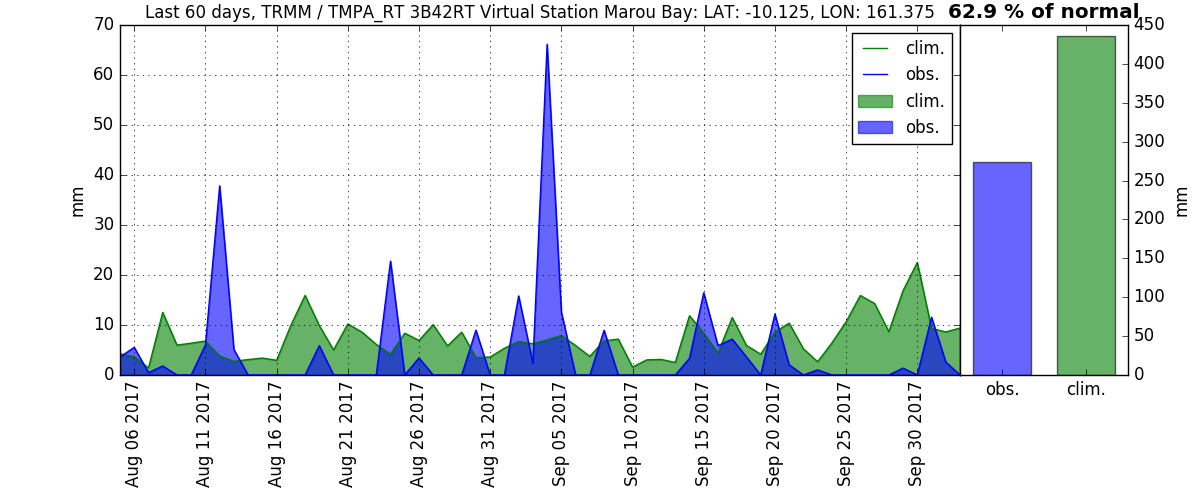 Last 60 days, TRMM / TMPA_RT 3B42RT Virtual Station Marou Bay: LAT: -10.125, LON: 161.375
62.9 % of normal
70
60
50
40
30
20
10
0
mm
clim.
obs.
clim.
obs.
450
400
350
300
250
200
150
100
50
0
mm
Aug 06 2017
Aug 11 2017
Aug 16 2017
Aug 21 2017
Aug 26 2017
Aug 31 2017
Sep 05 2017
Sep 10 2017
Sep 15 2017
Sep 20 2017
Sep 25 2017
Sep 30 2017
obs.
clim.